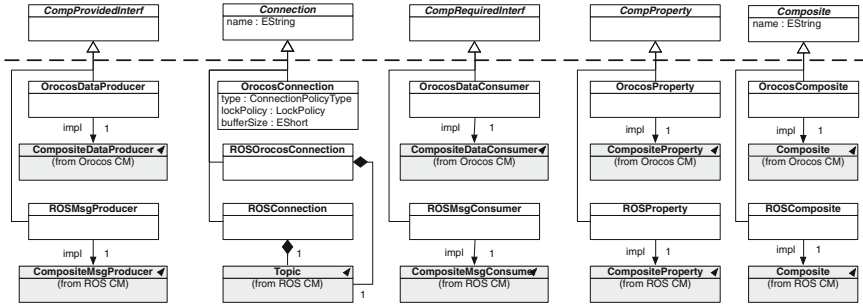 CompProvidedInterf
Connection
name : EString
CompRequiredInterf
CompProperty
Composite
name : EString
OrocosDataProducer
OrocosConnection
type : ConnectionPolicyType
lockPolicy : LockPolicy
bufferSize : EShort
OrocosDataConsumer
OrocosProperty
OrocosComposite
impl 1
impl 1
impl 1
impl 1
CompositeDataProducer
(from Orocos CM)
ROSOrocosConnection
CompositeDataConsumer
(from Orocos CM)
CompositeProperty
(from Orocos CM)
Composite
(from Orocos CM)
ROSMsgProducer
ROSConnection
ROSMsgConsumer
ROSProperty
ROSComposite
impl 1
1
impl 1
impl 1
impl 1
CompositeMsgProducer
(from ROS CM)
Topic
(from ROS CM)
1
CompositeMsgConsumer
(from ROS CM)
CompositeProperty
(from ROS CM)
Composite
(from ROS CM)